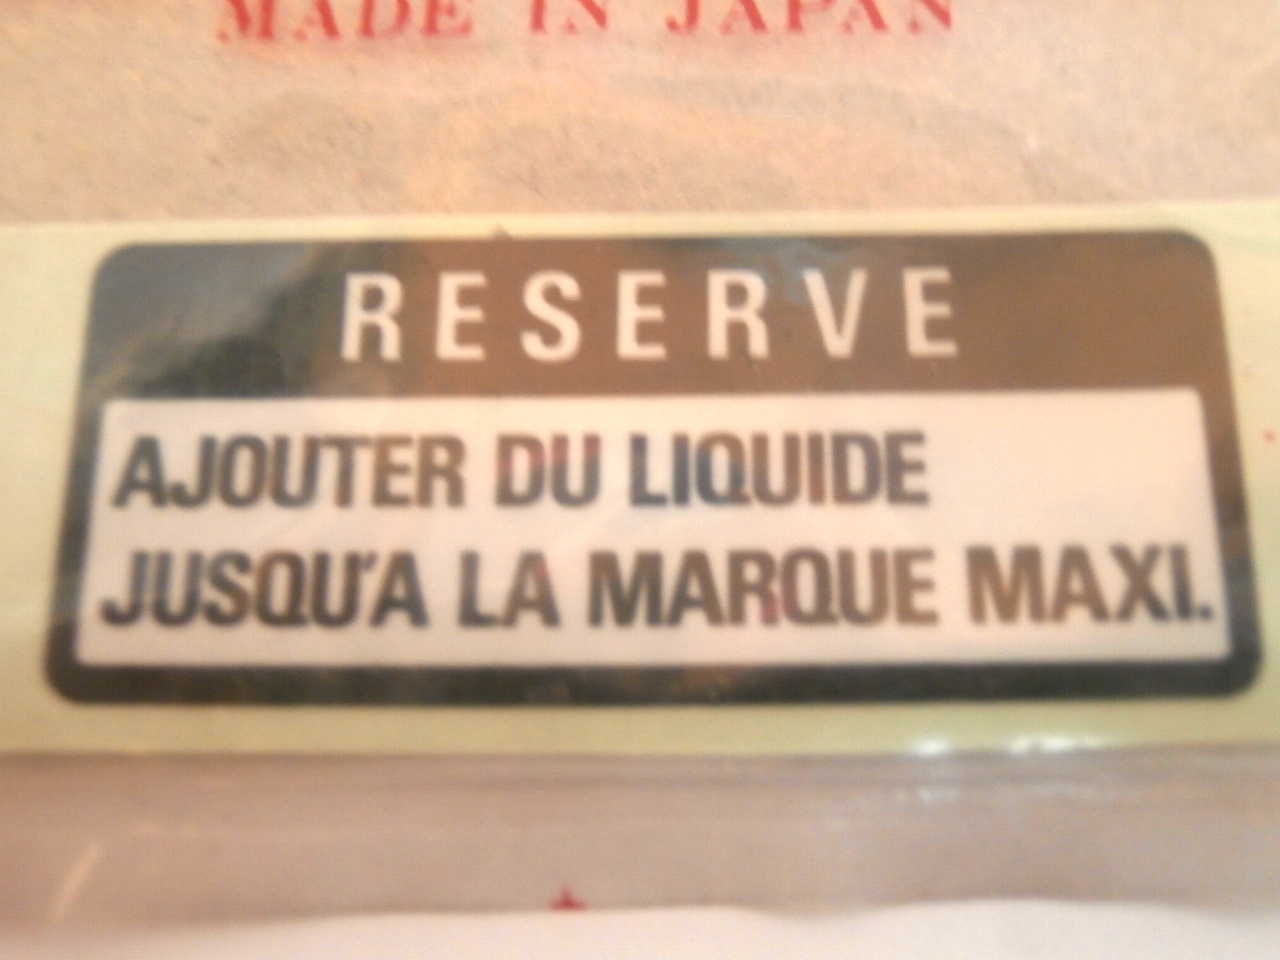 MADE IN JAPAN
RESERVE
AJOUTER DU LIQUIDE
JUSQU'A LA MARQUE MAXI.